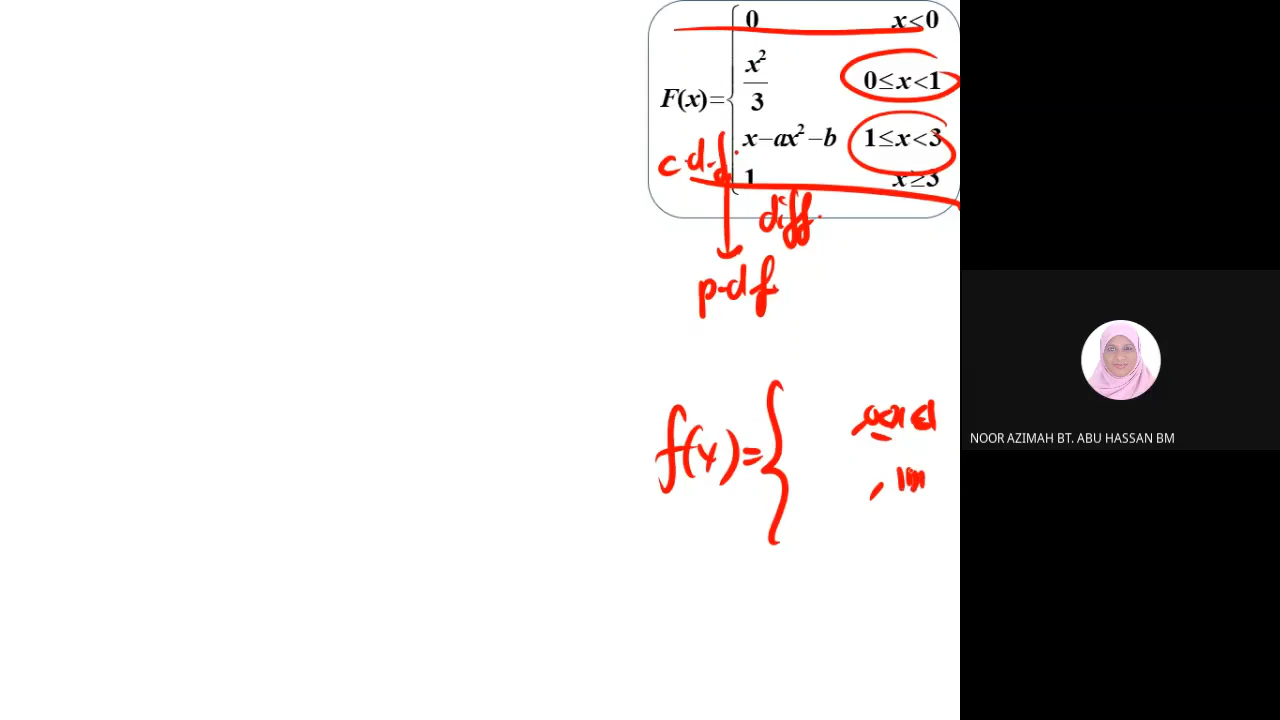 0 x<0
x²/3 0≤x<1
F(x)=
x−ax²−b 1≤x<3
1 x≥3
c.d.f.
diff.
p.d.f
f(x)=
NOOR AZIMAH BT. ABU HASSAN BM